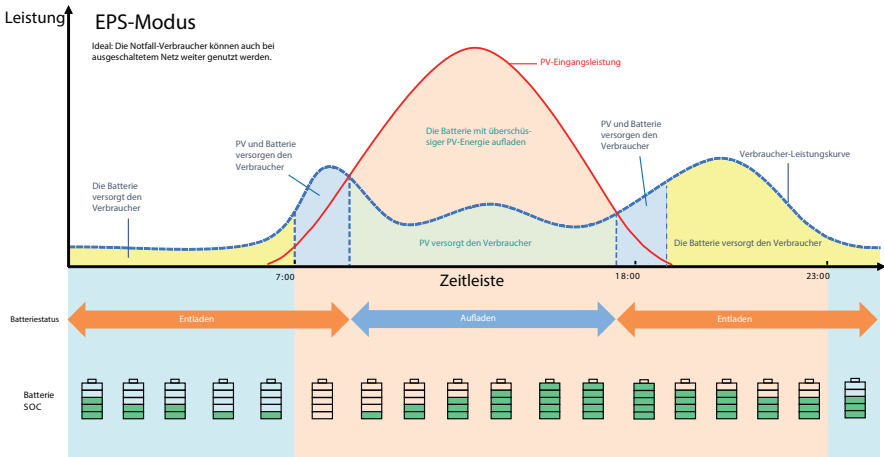 Leistung
EPS-Modus
Ideal: Die Notfall-Verbraucher können auch bei
ausgeschaltetem Netz weiter genutzt werden.
PV-Eingangsleistung
PV und Batterie
versorgen den
Verbraucher
Die Batterie mit überschüs-
siger PV-Energie aufladen
PV und Batterie
versorgen den
Verbraucher
Verbraucher-Leistungskurve
Die Batterie
versorgt den
Verbraucher
PV versorgt den Verbraucher
Die Batterie versorgt den Verbraucher
7:00
Zeitleiste
18:00
23:00
Batteriestatus
Entladen
Aufladen
Entladen
Batterie
SOC